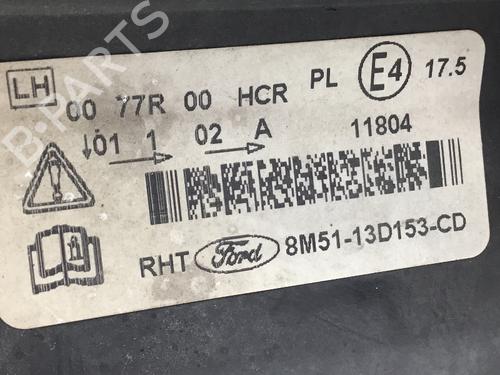 B-PARTS
LH
00 77R 00 HCR PL E4 17.5
↓01 1 02 A 11804
RHT Ford 8M51-13D153-CD